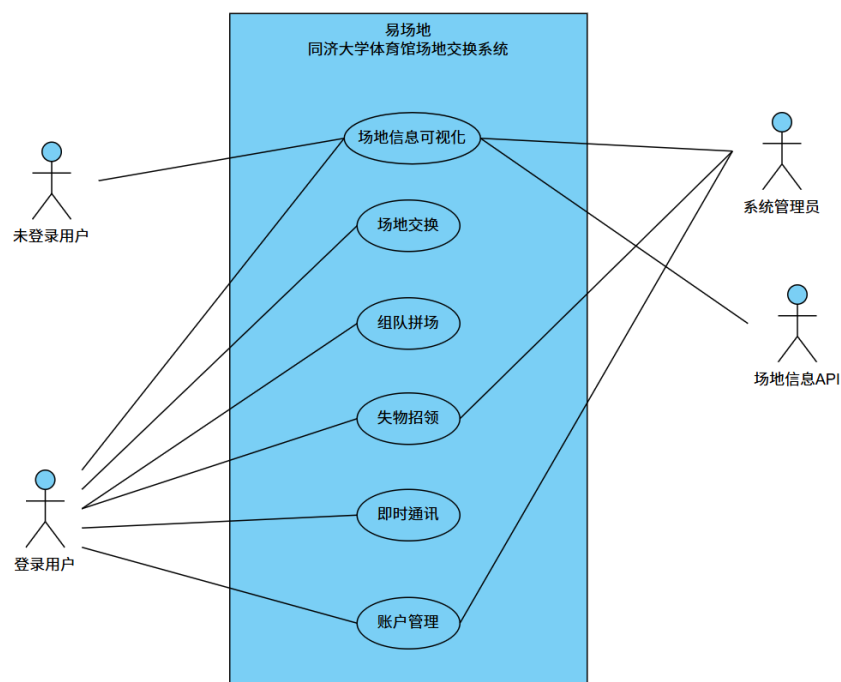 易场地
同济大学体育馆场地交换系统
场地信息可视化
未登录用户
系统管理员
场地交换
组队拼场
场地信息API
失物招领
即时通讯
登录用户
账户管理